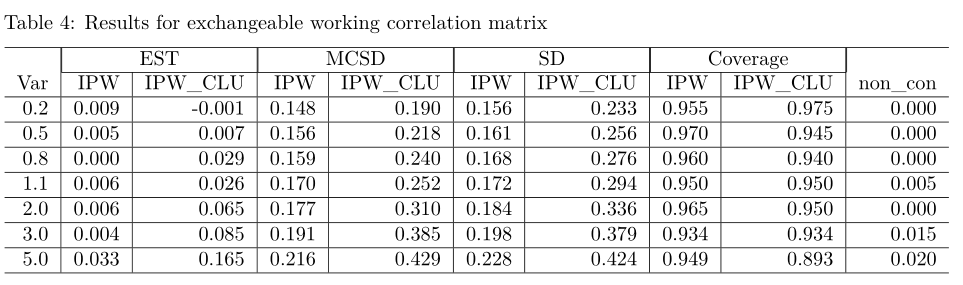 Table 4: Results for exchangeable working correlation matrix
EST MCSD SD Coverage
Var IPW IPW_CLU IPW IPW_CLU IPW IPW_CLU IPW IPW_CLU non_con
0.2 0.009 -0.001 0.148 0.190 0.156 0.233 0.955 0.975 0.000
0.5 0.005 0.007 0.156 0.218 0.161 0.256 0.970 0.945 0.000
0.8 0.000 0.029 0.159 0.240 0.168 0.276 0.960 0.940 0.000
1.1 0.006 0.026 0.170 0.252 0.172 0.294 0.950 0.950 0.005
2.0 0.006 0.065 0.177 0.310 0.184 0.336 0.965 0.950 0.000
3.0 0.004 0.085 0.191 0.385 0.198 0.379 0.934 0.934 0.015
5.0 0.033 0.165 0.216 0.429 0.228 0.424 0.949 0.893 0.020